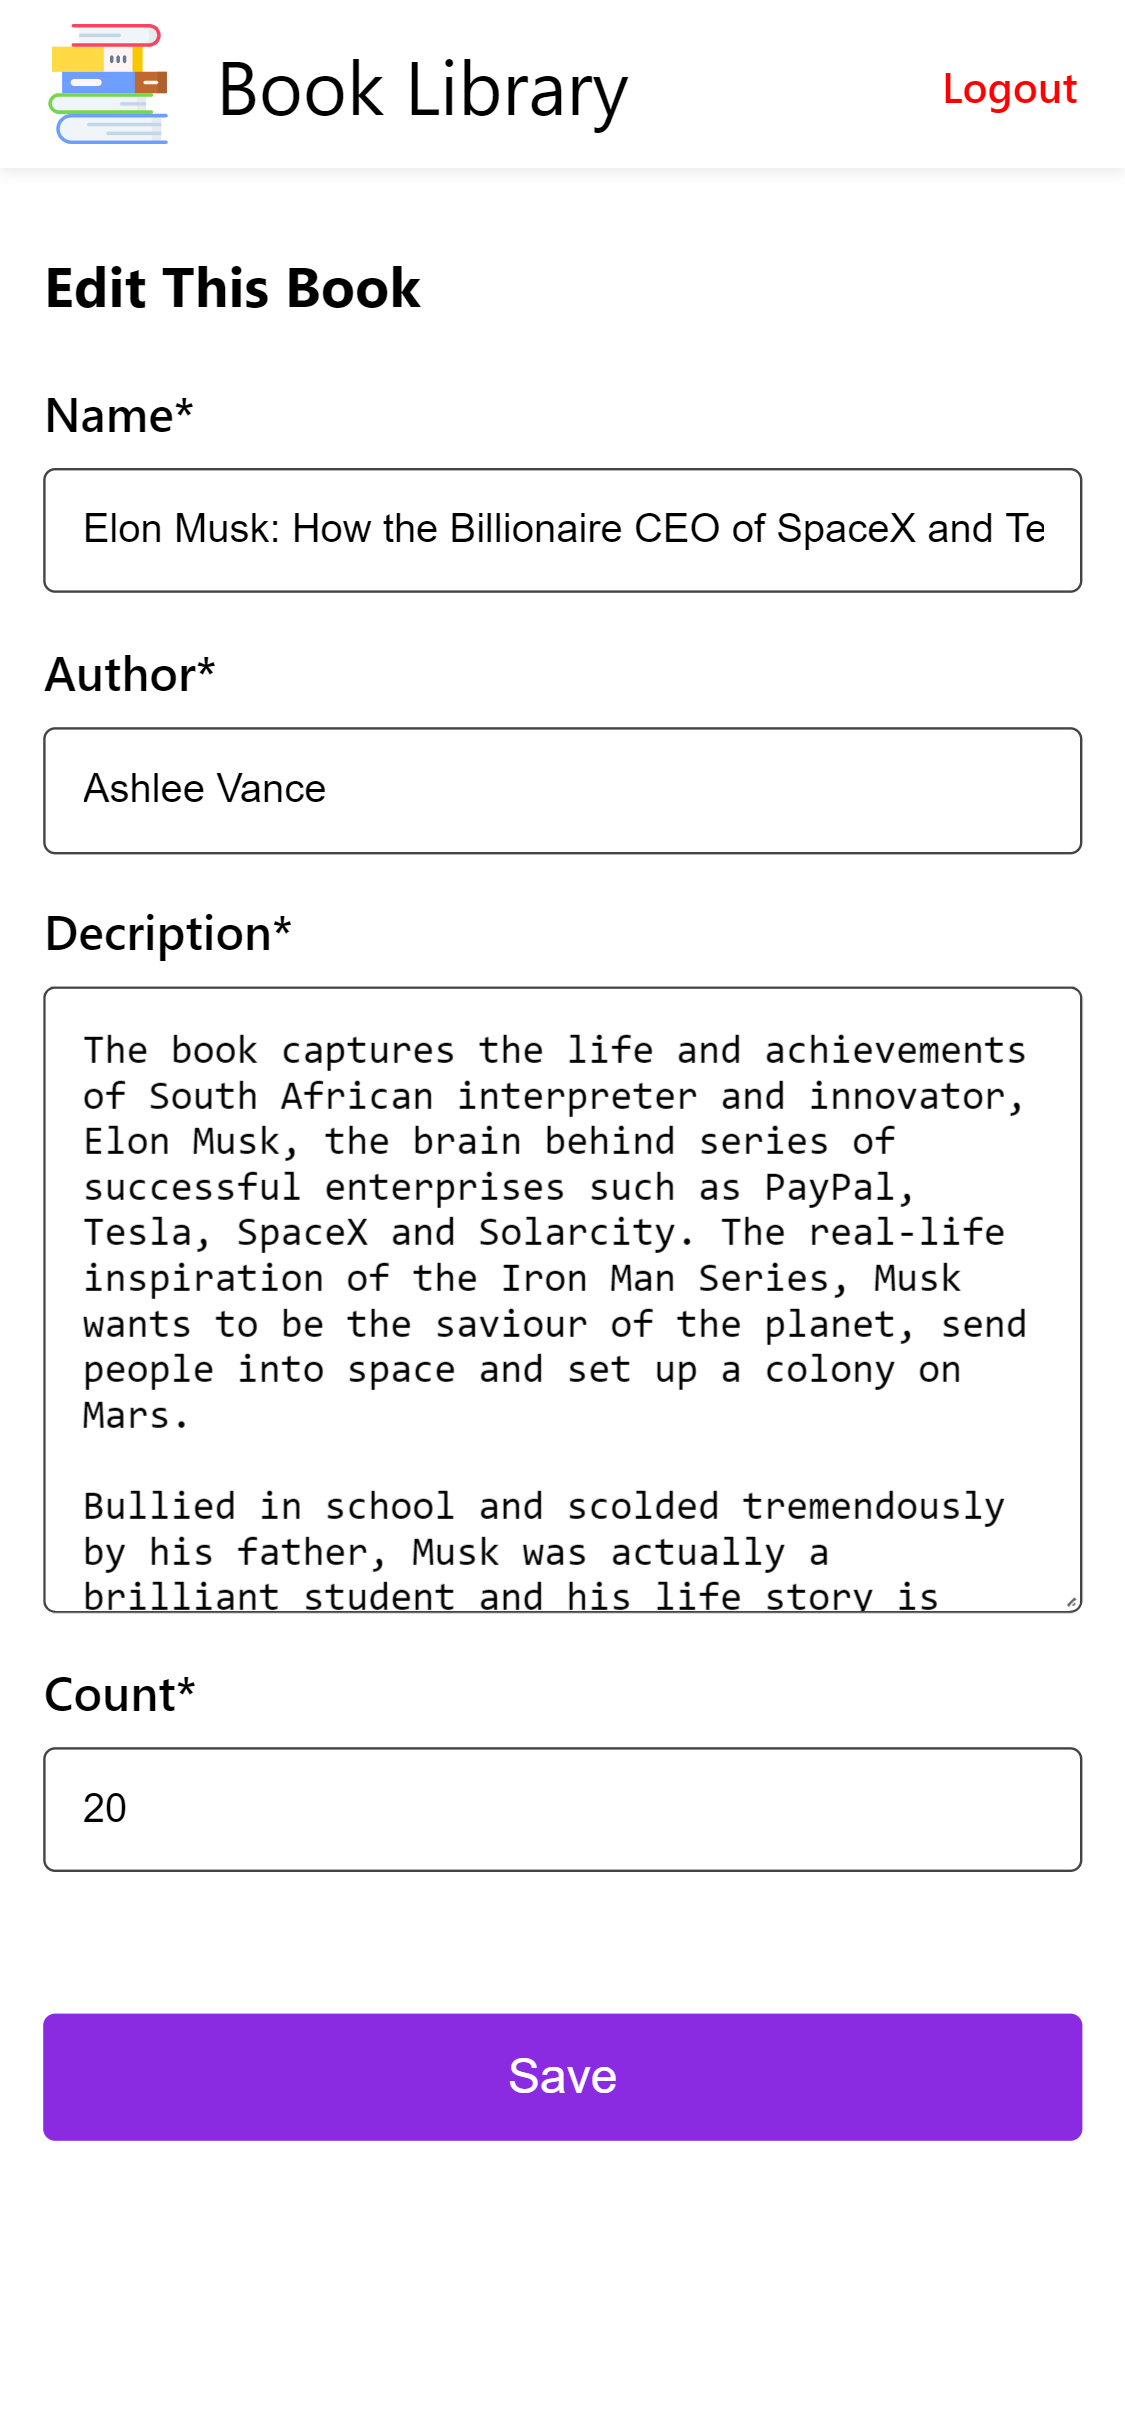 Book Library
Logout
Edit This Book
Name*
Elon Musk: How the Billionaire CEO of SpaceX and Te
Author*
Ashlee Vance
Decription*
The book captures the life and achievements
of South African interpreter and innovator,
Elon Musk, the brain behind series of
successful enterprises such as PayPal,
Tesla, SpaceX and Solarcity. The real-life
inspiration of the Iron Man Series, Musk
wants to be the saviour of the planet, send
people into space and set up a colony on
Mars.
Bullied in school and scolded tremendously
by his father, Musk was actually a
brilliant student and his life story is
Count*
20
Save